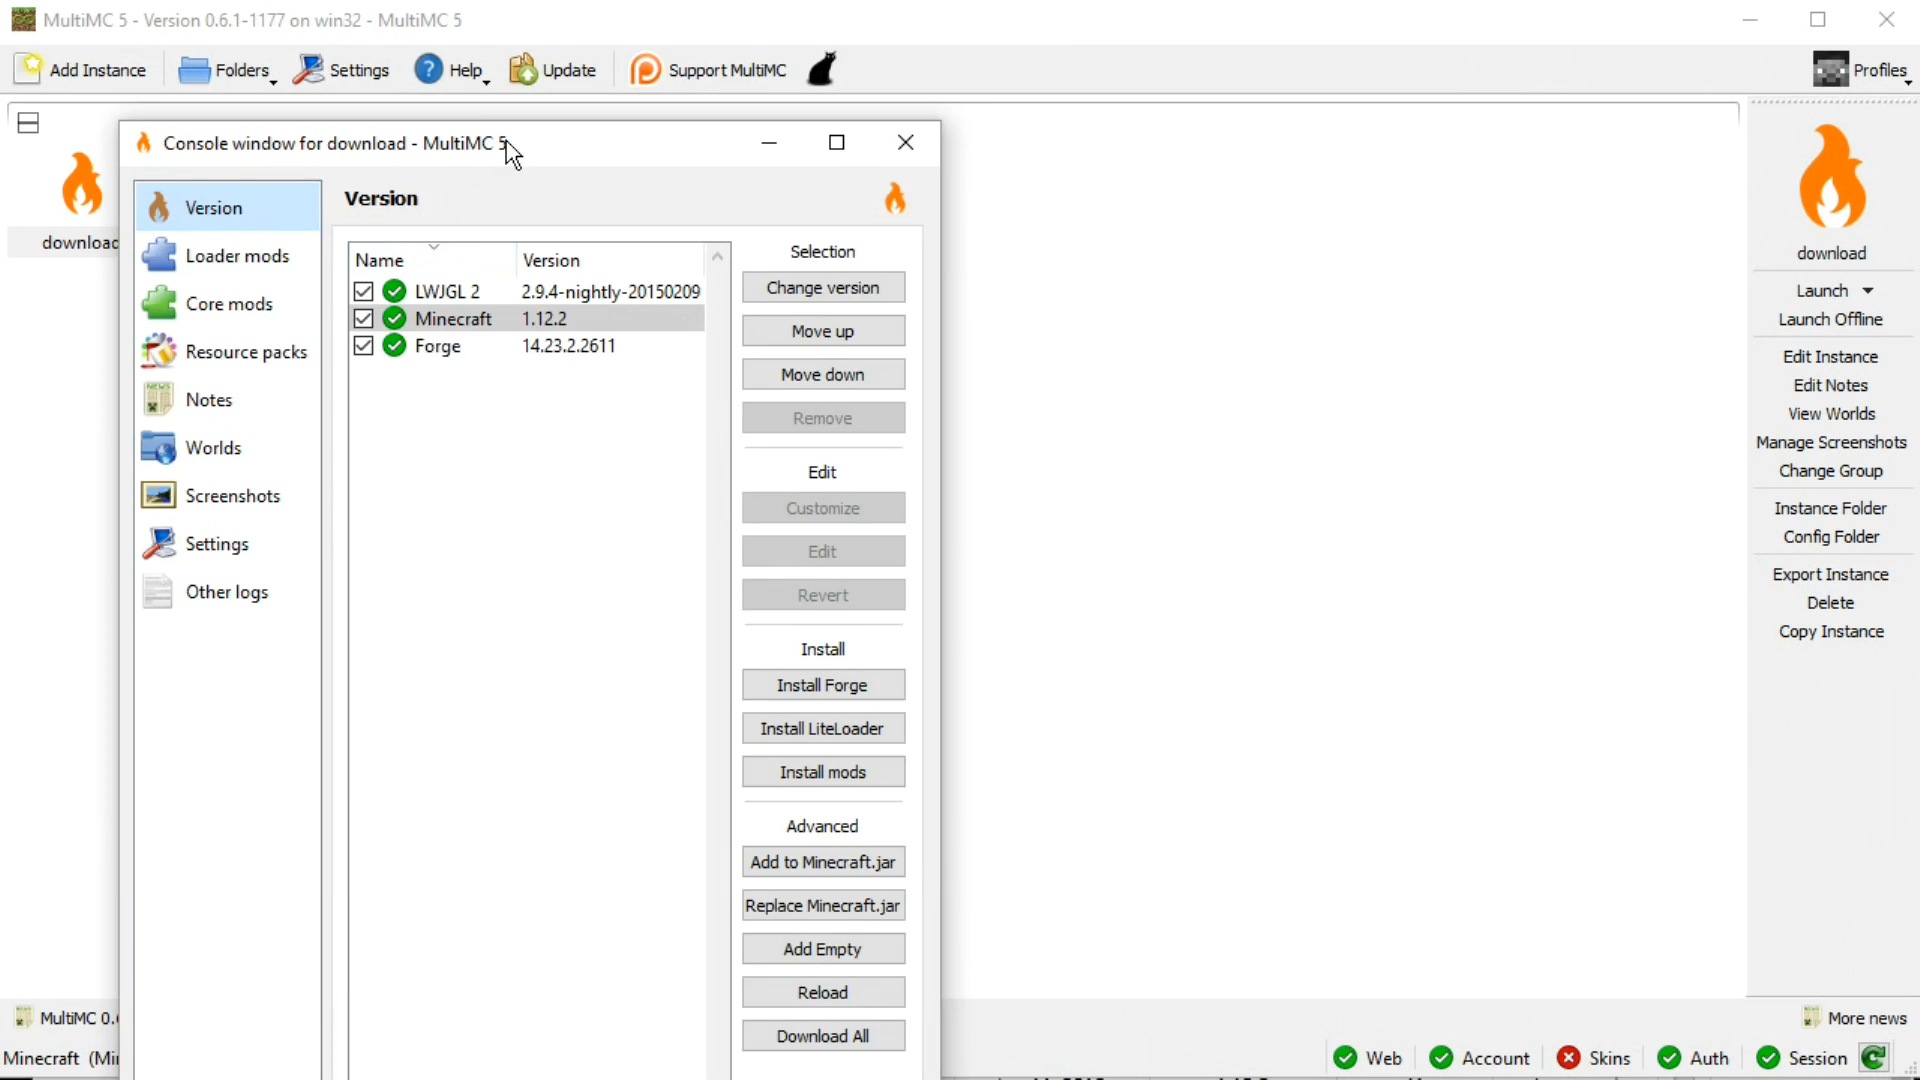 MultiMC 5 - Version 0.6.1-1177 on win32 - MultiMC 5
Add Instance
Folders
Settings
Help
Update
Support MultiMC
Profiles
download
Console window for download - MultiMC 5
Version
Loader mods
Core mods
Resource packs
Notes
Worlds
Screenshots
Settings
Other logs
Version
Name Version
LWJGL 2 2.9.4-nightly-20150209
Minecraft 1.12.2
Forge 14.23.2.2611
Selection
Change version
Move up
Move down
Remove
Edit
Customize
Edit
Revert
Install
Install Forge
Install LiteLoader
Install mods
Advanced
Add to Minecraft.jar
Replace Minecraft.jar
Add Empty
Reload
Download All
download
Launch
Launch Offline
Edit Instance
Edit Notes
View Worlds
Manage Screenshots
Change Group
Instance Folder
Config Folder
Export Instance
Delete
Copy Instance
MultiMC 0.
More news
Minecraft (Mi
Web
Account
Skins
Auth
Session